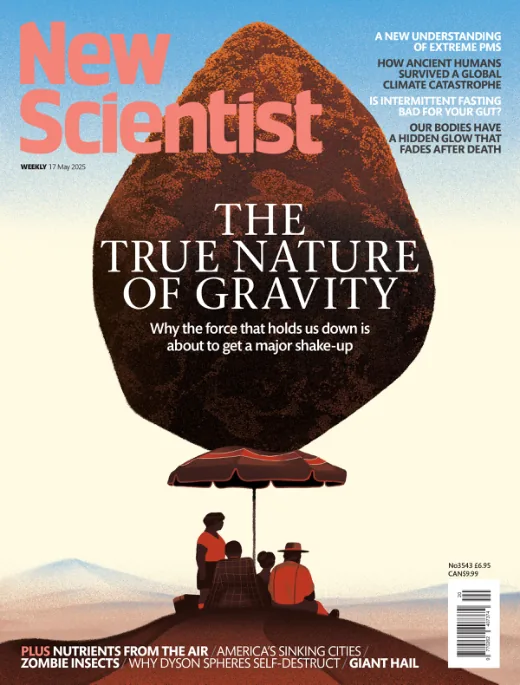 New
Scientist
WEEKLY 17 May 2025
A NEW UNDERSTANDING
OF EXTREME PMS
HOW ANCIENT HUMANS
SURVIVED A GLOBAL
CLIMATE CATASTROPHE
IS INTERMITTENT FASTING
BAD FOR YOUR GUT?
OUR BODIES HAVE
A HIDDEN GLOW THAT
FADES AFTER DEATH
THE
TRUE NATURE
OF GRAVITY
Why the force that holds us down is
about to get a major shake-up
No3543 £6.95
CAN$9.99
PLUS NUTRIENTS FROM THE AIR / AMERICA'S SINKING CITIES /
ZOMBIE INSECTS / WHY DYSON SPHERES SELF-DESTRUCT / GIANT HAIL